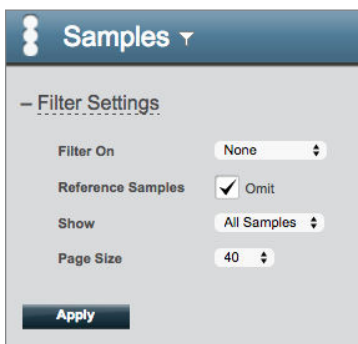 Samples
– Filter Settings
Filter On None
Reference Samples Omit
Show All Samples
Page Size 40
Apply